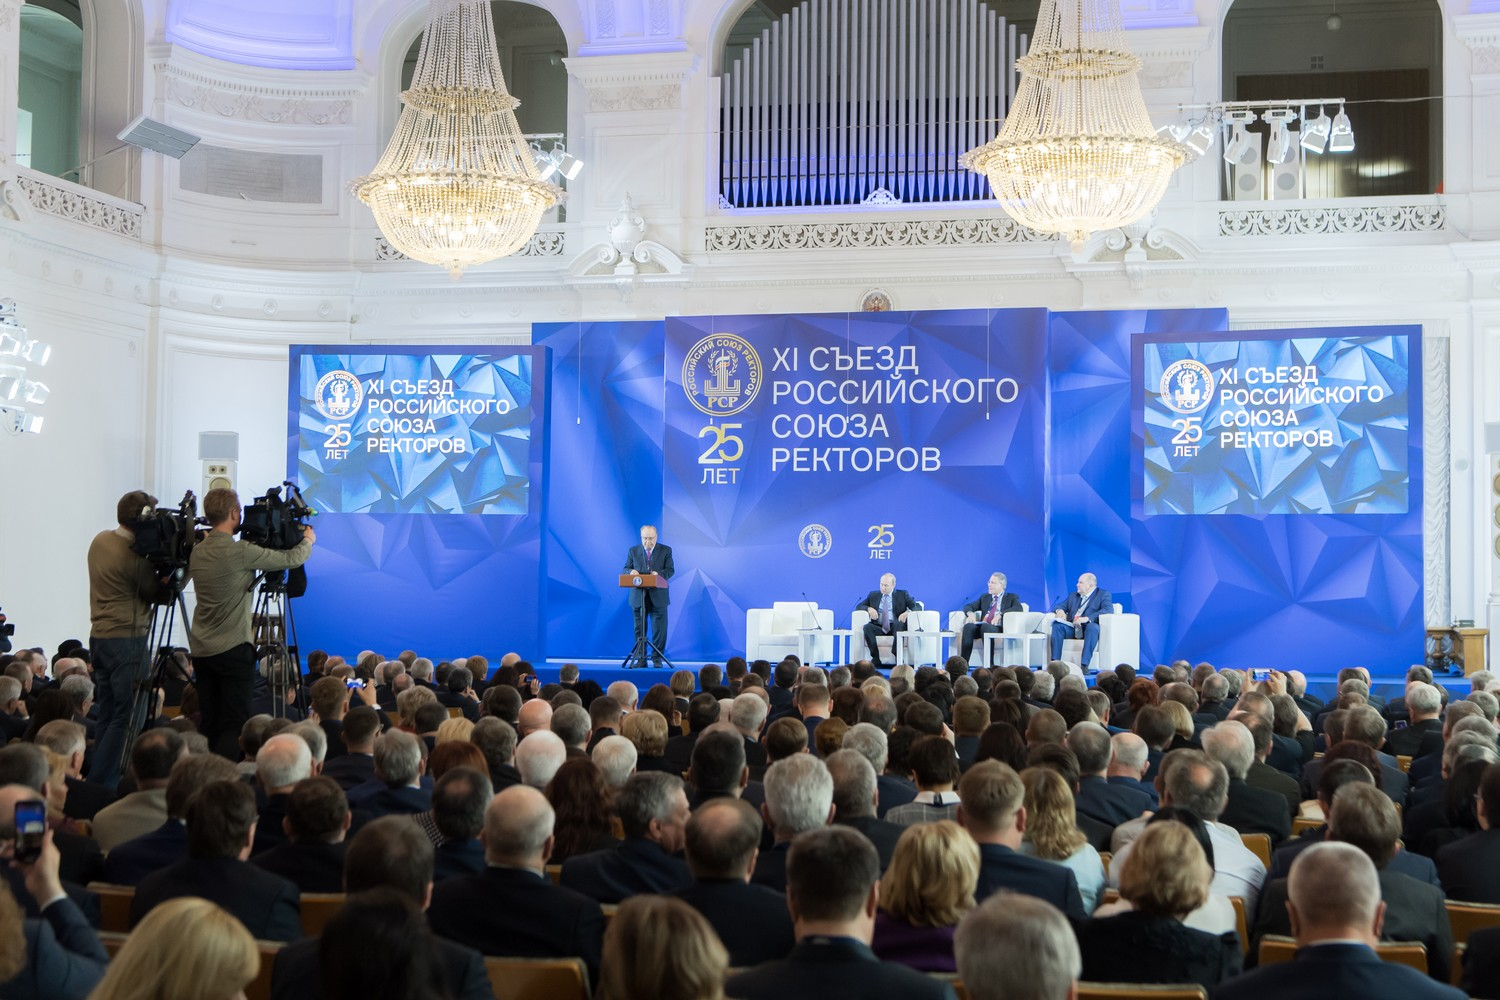 XI СЪЕЗД
РОССИЙСКОГО
СОЮЗА
РЕКТОРОВ
25
ЛЕТ
РОССИЙСКИЙ СОЮЗ РЕКТОРОВ
РСР
25
ЛЕТ
XI СЪЕЗД
РОССИЙСКОГО
СОЮЗА
РЕКТОРОВ
25
ЛЕТ
РСР
XI СЪЕЗД
РОССИЙСКОГО
СОЮЗА
РЕКТОРОВ
25
ЛЕТ